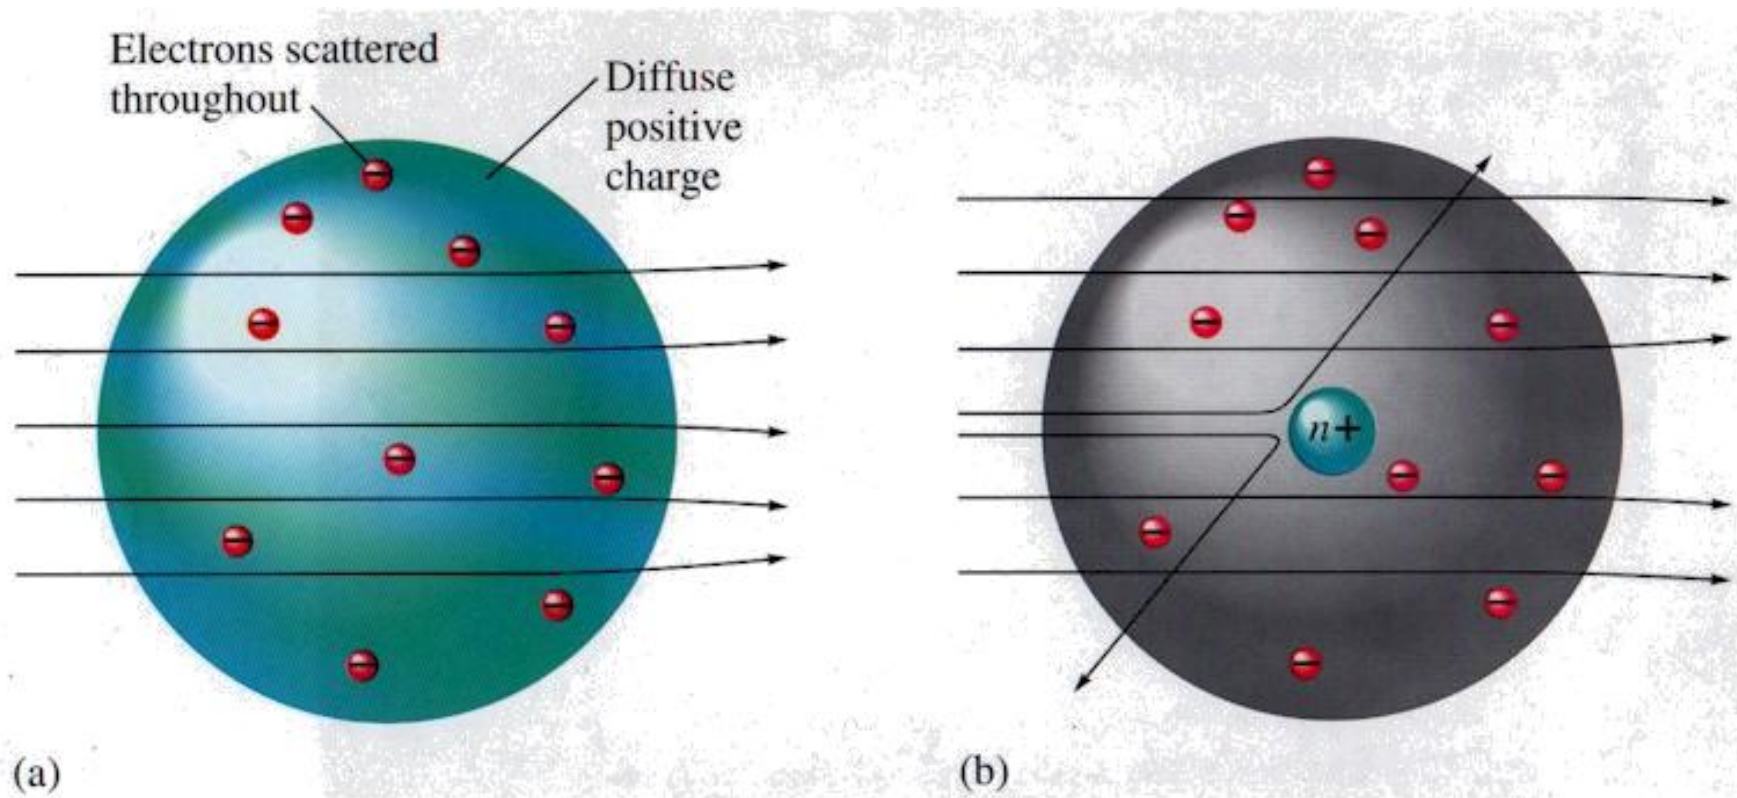 Electrons scattered
throughout
Diffuse
positive
charge
n+
(a)
(b)